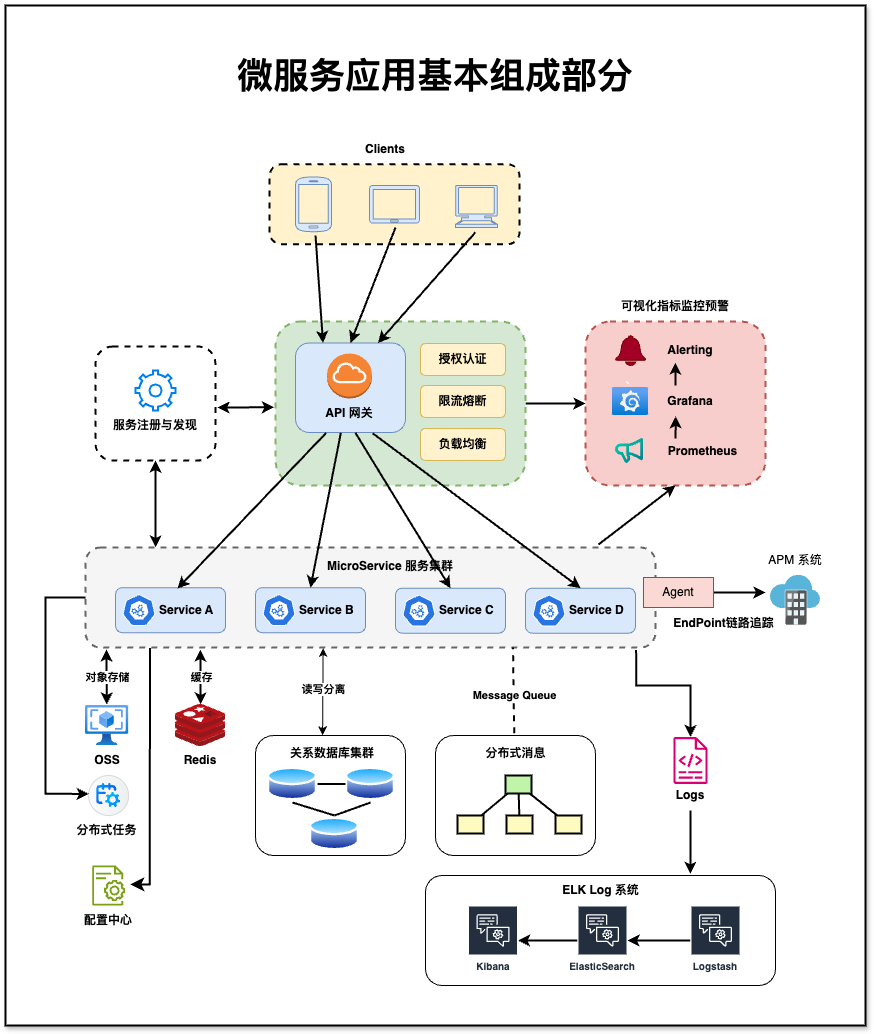 微服务应用基本组成部分
Clients
可视化指标监控预警
API 网关
授权认证
限流熔断
负载均衡
Alerting
Grafana
Prometheus
服务注册与发现
MicroService 服务集群
Service A
Service B
Service C
Service D
Agent
APM 系统
EndPoint链路追踪
对象存储
缓存
读写分离
Message Queue
OSS
Redis
关系数据库集群
分布式消息
Logs
分布式任务
配置中心
ELK Log 系统
Kibana
ElasticSearch
Logstash